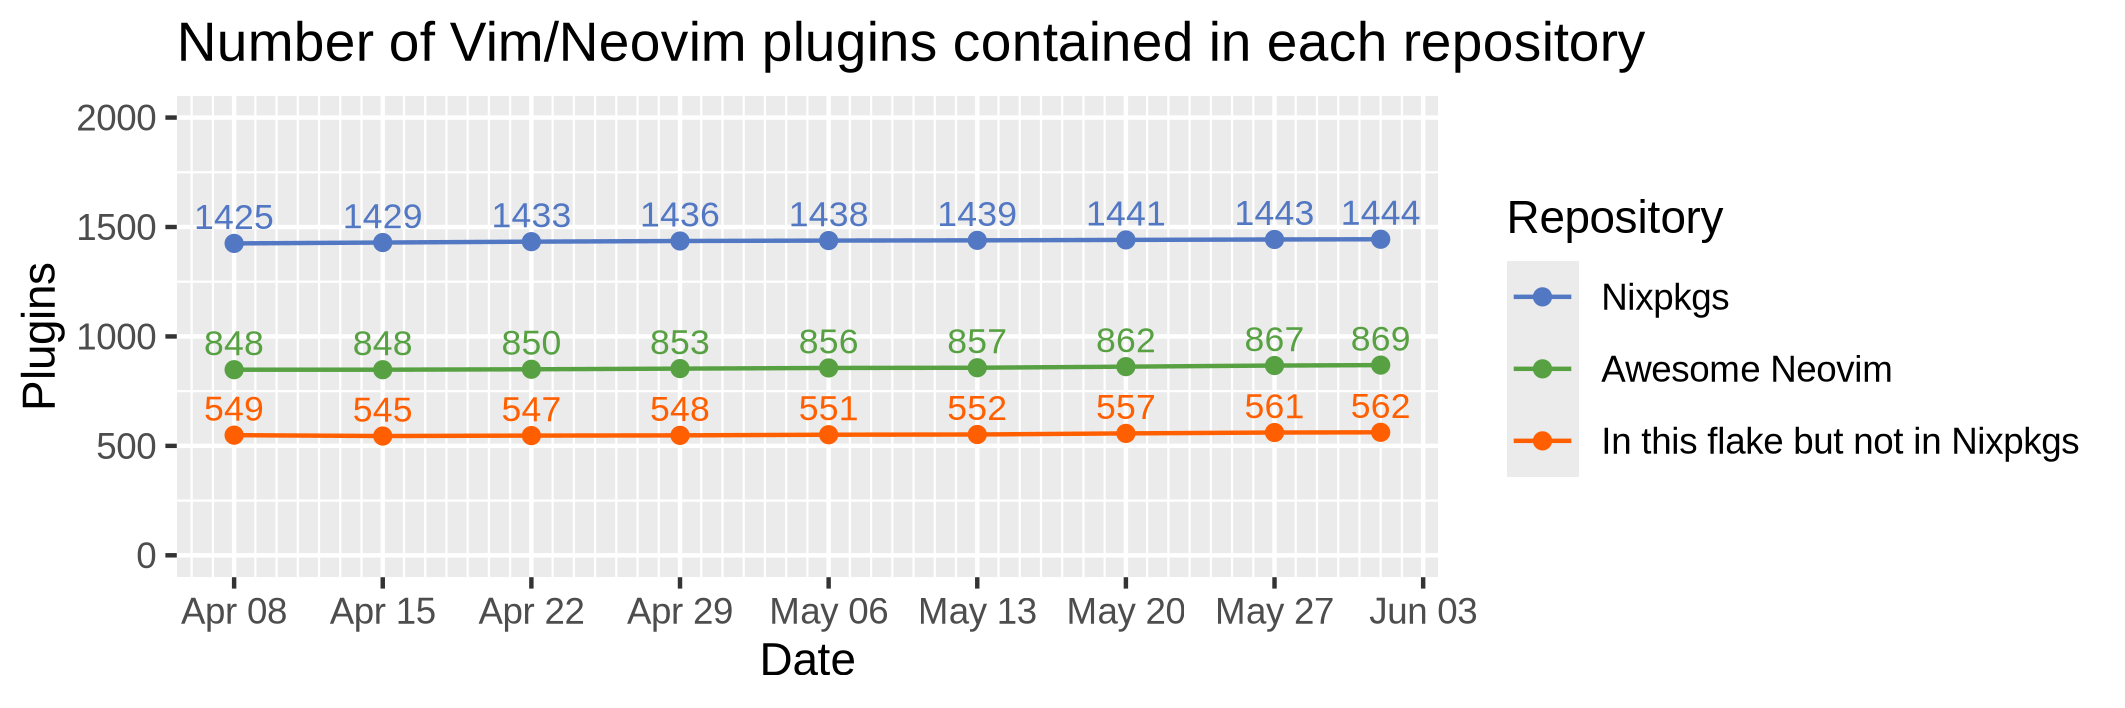 Number of Vim/Neovim plugins contained in each repository
Plugins
2000
1500
1000
500
0
1425 1429 1433 1436 1438 1439 1441 1443 1444
848 848 850 853 856 857 862 867 869
549 545 547 548 551 552 557 561 562
Apr 08 Apr 15 Apr 22 Apr 29 May 06 May 13 May 20 May 27 Jun 03
Date
Repository
Nixpkgs
Awesome Neovim
In this flake but not in Nixpkgs